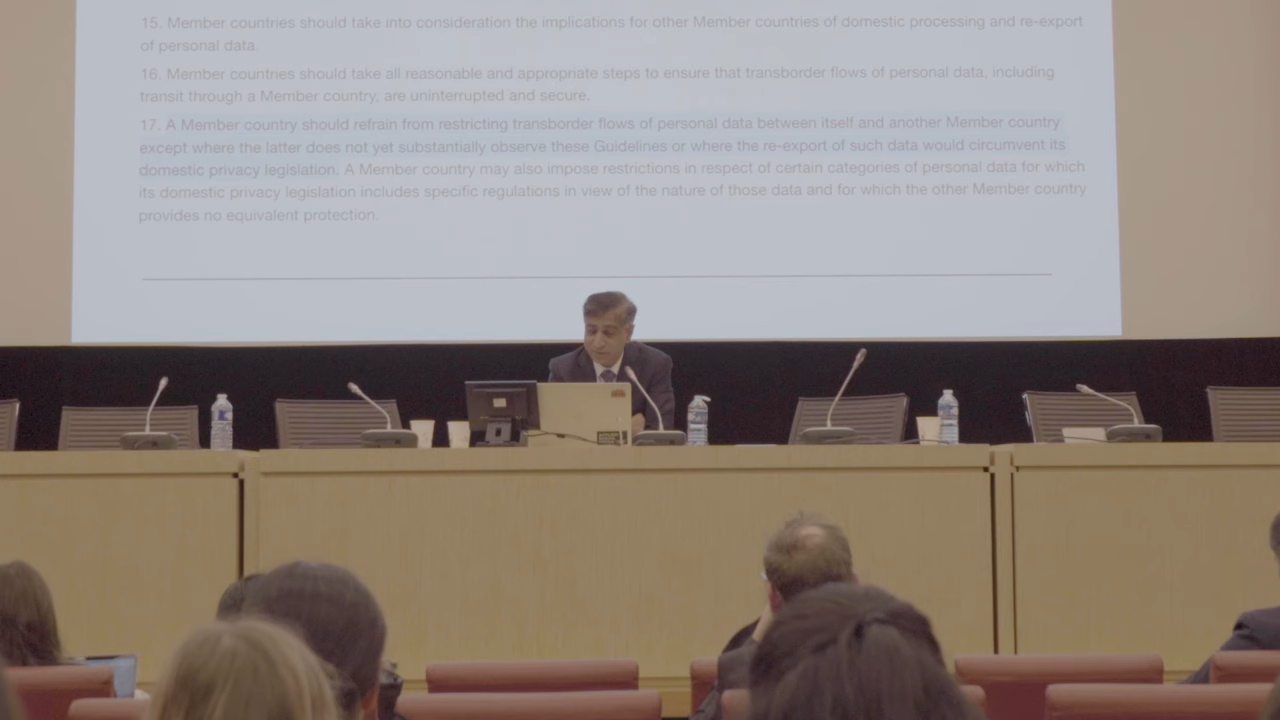 15. Member countries should take into consideration the implications for other Member countries of domestic processing and re-export
of personal data.
16. Member countries should take all reasonable and appropriate steps to ensure that transborder flows of personal data, including
transit through a Member country, are uninterrupted and secure.
17. A Member country should refrain from restricting transborder flows of personal data between itself and another Member country
except where the latter does not yet substantially observe these Guidelines or where the re-export of such data would circumvent its
domestic privacy legislation. A Member country may also impose restrictions in respect of certain categories of personal data for which
its domestic privacy legislation includes specific regulations in view of the nature of those data and for which the other Member country
provides no equivalent protection.